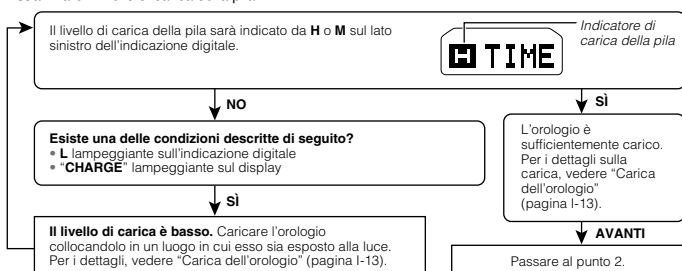 Il livello di carica della pila sarà indicato da H o M sul lato
sinistro dell'indicazione digitale.
H TIME
Indicatore di
carica della pila
NO
SÌ
Esiste una delle condizioni descritte di seguito?
• L lampeggiante sull'indicazione digitale
• "CHARGE" lampeggiante sul display
L'orologio è
sufficientemente carico.
Per i dettagli sulla
carica, vedere "Carica
dell'orologio"
(pagina I-13).
SÌ
AVANTI
Il livello di carica è basso. Caricare l'orologio
collocandolo in un luogo in cui esso sia esposto alla luce.
Per i dettagli, vedere "Carica dell'orologio" (pagina I-13).
Passare al punto 2.